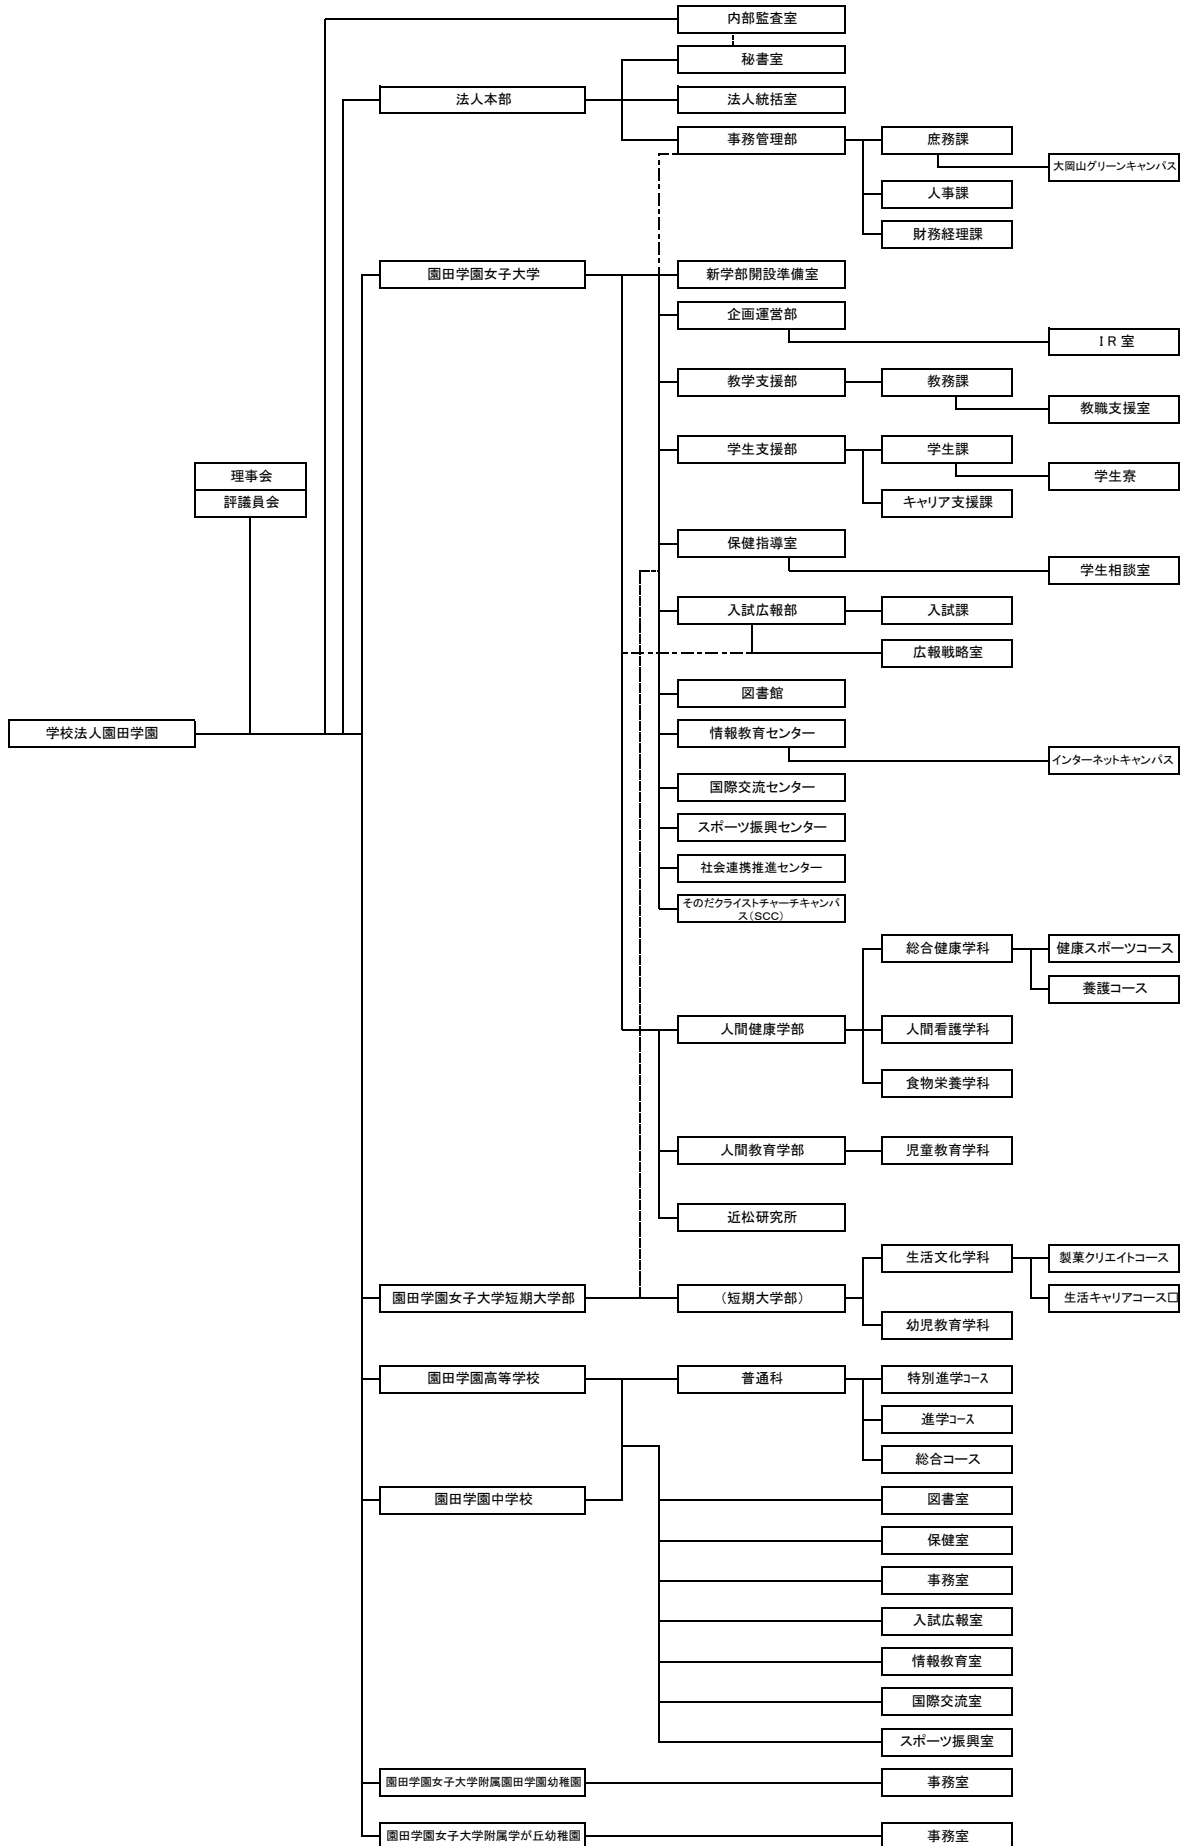 内部監査室
秘書室
法人本部
法人統括室
事務管理部
庶務課
大岡山グリーンキャンパス
人事課
財務経理課
園田学園女子大学
新学部開設準備室
企画運営部
IR室
教学支援部
教務課
教職支援室
学生支援部
学生課
理事会
学生寮
評議員会
キャリア支援課
保健指導室
学生相談室
入試広報部
入試課
広報戦略室
図書館
学校法人園田学園
情報教育センター
インターネットキャンパス
国際交流センター
スポーツ振興センター
社会連携推進センター
そのだクライストチャーチキャンパ
ス(SCC)
総合健康学科
健康スポーツコース
養護コース
人間健康学部
人間看護学科
食物栄養学科
人間教育学部
児童教育学科
近松研究所
生活文化学科
製菓クリエイトコース
園田学園女子大学短期大学部
(短期大学部)
生活キャリアコース□
幼児教育学科
園田学園高等学校
普通科
特別進学ｺｰｽ
進学ｺｰｽ
総合コース
園田学園中学校
図書室
保健室
事務室
入試広報室
情報教育室
国際交流室
スポーツ振興室
園田学園女子大学附属園田学園幼稚園
事務室
園田学園女子大学附属学が丘幼稚園
事務室